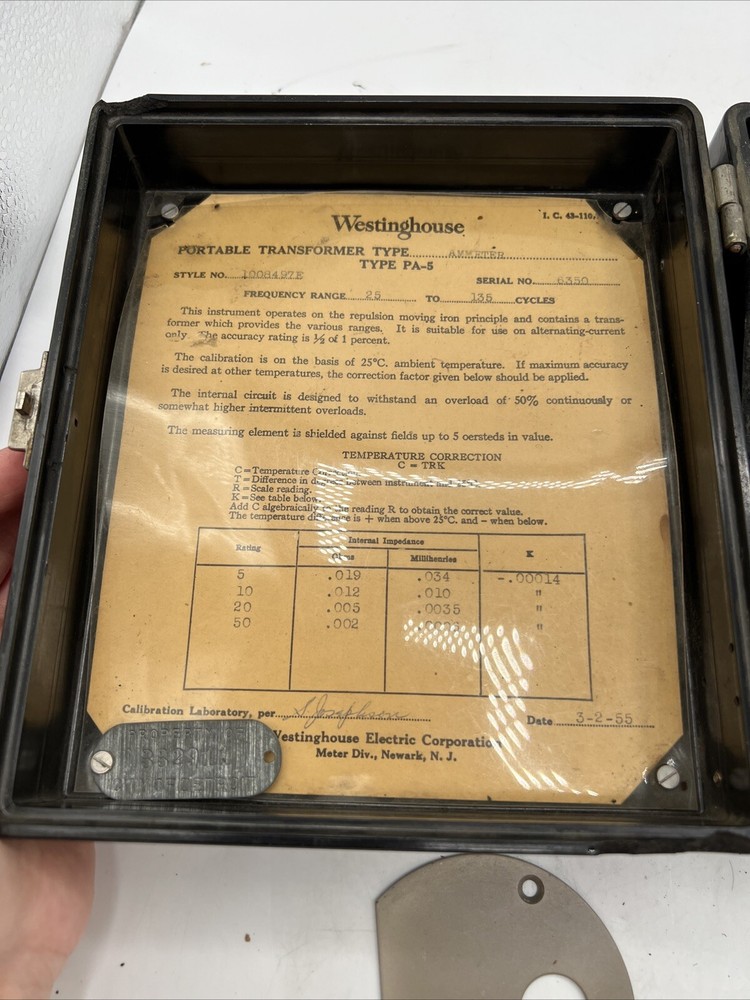 I. C. 43-110.
Westinghouse
PORTABLE TRANSFORMER TYPE AMMETER
TYPE PA-5
STYLE NO. 1008497E SERIAL NO. 6350
FREQUENCY RANGE 25 TO 135 CYCLES
This instrument operates on the repulsion moving iron principle and contains a trans-
former which provides the various ranges. It is suitable for use on alternating-current
only. The accuracy rating is ½ of 1 percent.
The calibration is on the basis of 25°C. ambient temperature. If maximum accuracy
is desired at other temperatures, the correction factor given below should be applied.
The internal circuit is designed to withstand an overload of 50% continuously or
somewhat higher intermittent overloads.
The measuring element is shielded against fields up to 5 oersteds in value.
TEMPERATURE CORRECTION
C = TRK
C = Temperature
T = Difference in degrees between instrument and
R = Scale reading.
K = See table below.
Add C algebraically to the reading R to obtain the correct value.
The temperature difference is + when above 25°C. and - when below.
Rating Internal Impedance K
Ohms Millihenries
5 .019 .034 -.00014
10 .012 .010 "
20 .005 .0035 "
50 .002 "
Calibration Laboratory, per S. Josephson Date 3-2-55
Westinghouse Electric Corporation
Meter Div., Newark, N. J.